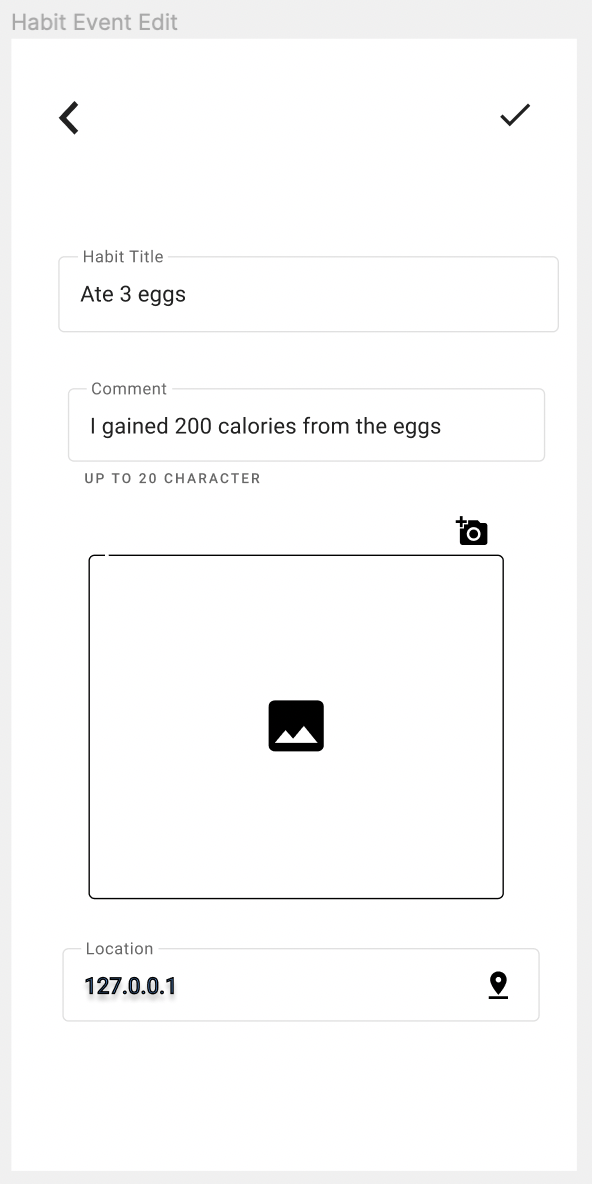 Habit Event Edit
Habit Title
Ate 3 eggs
Comment
I gained 200 calories from the eggs
UP TO 20 CHARACTER
Location
127.0.0.1